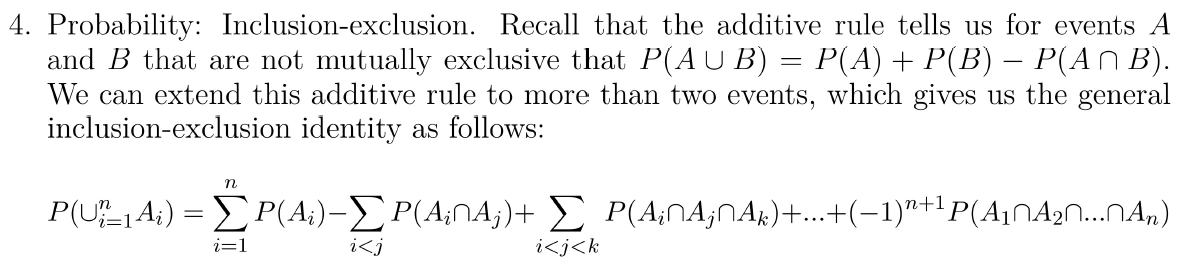 4. Probability: Inclusion-exclusion. Recall that the additive rule tells us for events A
and B that are not mutually exclusive that P(A ∪ B) = P(A) + P(B) − P(A ∩ B).
We can extend this additive rule to more than two events, which gives us the general
inclusion-exclusion identity as follows:
P(∪ⁿᵢ₌₁Aᵢ) = ∑ⁿᵢ₌₁ P(Aᵢ)−∑_{i<j} P(Aᵢ∩Aⱼ)+ ∑_{i<j<k} P(Aᵢ∩Aⱼ∩Aₖ)+...+(−1)ⁿ⁺¹P(A₁∩A₂∩...∩Aₙ)